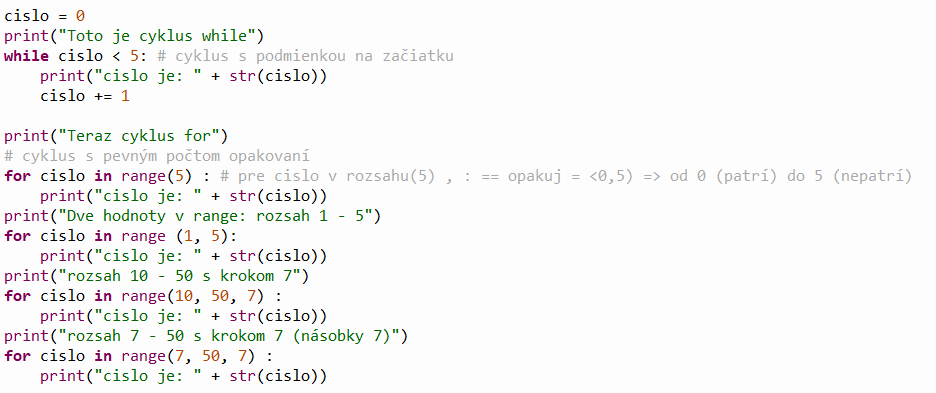 cislo = 0
print("Toto je cyklus while")
while cislo < 5: # cyklus s podmienkou na začiatku
    print("cislo je: " + str(cislo))
    cislo += 1

print("Teraz cyklus for")
# cyklus s pevným počtom opakovaní
for cislo in range(5) : # pre cislo v rozsahu(5) , : == opakuj = <0,5) => od 0 (patrí) do 5 (nepatrí)
    print("cislo je: " + str(cislo))
print("Dve hodnoty v range: rozsah 1 - 5")
for cislo in range (1, 5):
    print("cislo je: " + str(cislo))
print("rozsah 10 - 50 s krokom 7")
for cislo in range(10, 50, 7) :
    print("cislo je: " + str(cislo))
print("rozsah 7 - 50 s krokom 7 (násobky 7)")
for cislo in range(7, 50, 7) :
    print("cislo je: " + str(cislo))